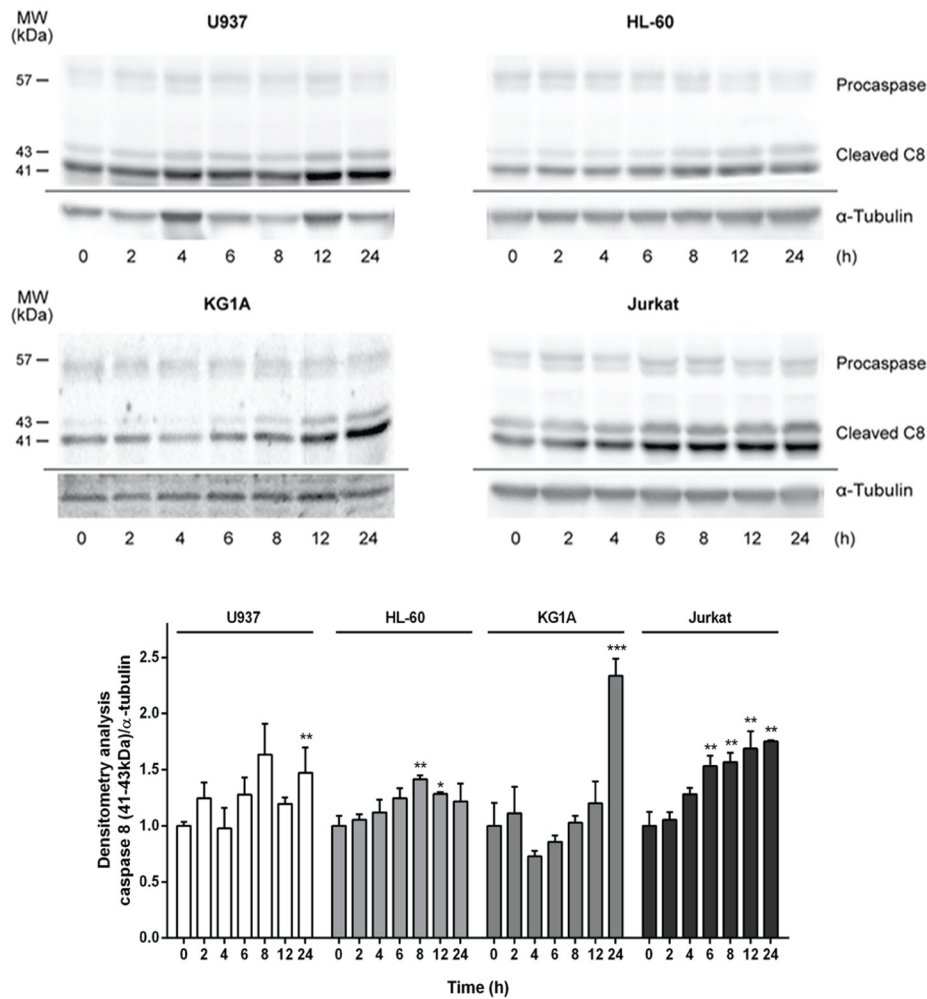 MW
(kDa)
U937
HL-60
57
Procaspase
43
Cleaved C8
41
α-Tubulin
0 2 4 6 8 12 24
0 2 4 6 8 12 24 (h)
MW
(kDa)
KG1A
Jurkat
57
Procaspase
43
Cleaved C8
41
α-Tubulin
0 2 4 6 8 12 24
0 2 4 6 8 12 24 (h)
U937 HL-60 KG1A Jurkat
Densitometry analysis
caspase 8 (41-43kDa)/α-tubulin
2.5
2.0
1.5
1.0
0.5
0.0
**
**
*
***
**
**
**
**
0 2 4 6 8 12 24 0 2 4 6 8 12 24 0 2 4 6 8 12 24 0 2 4 6 8 12 24
Time (h)